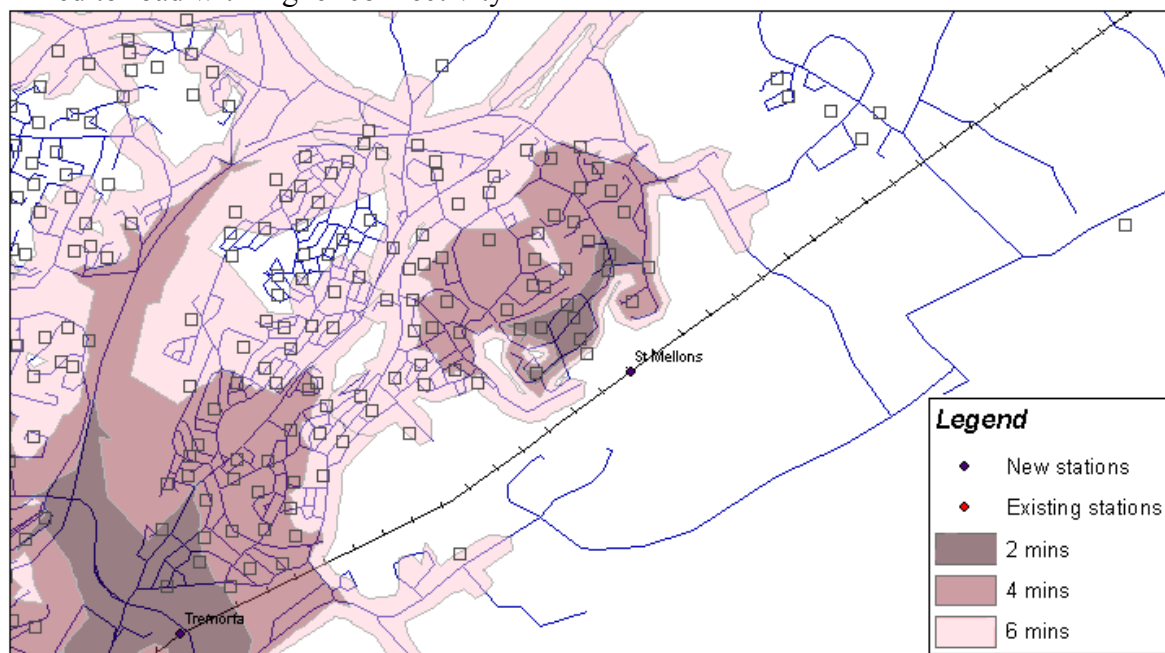 St Mellons
Tremorfa
Legend
New stations
Existing stations
2 mins
4 mins
6 mins